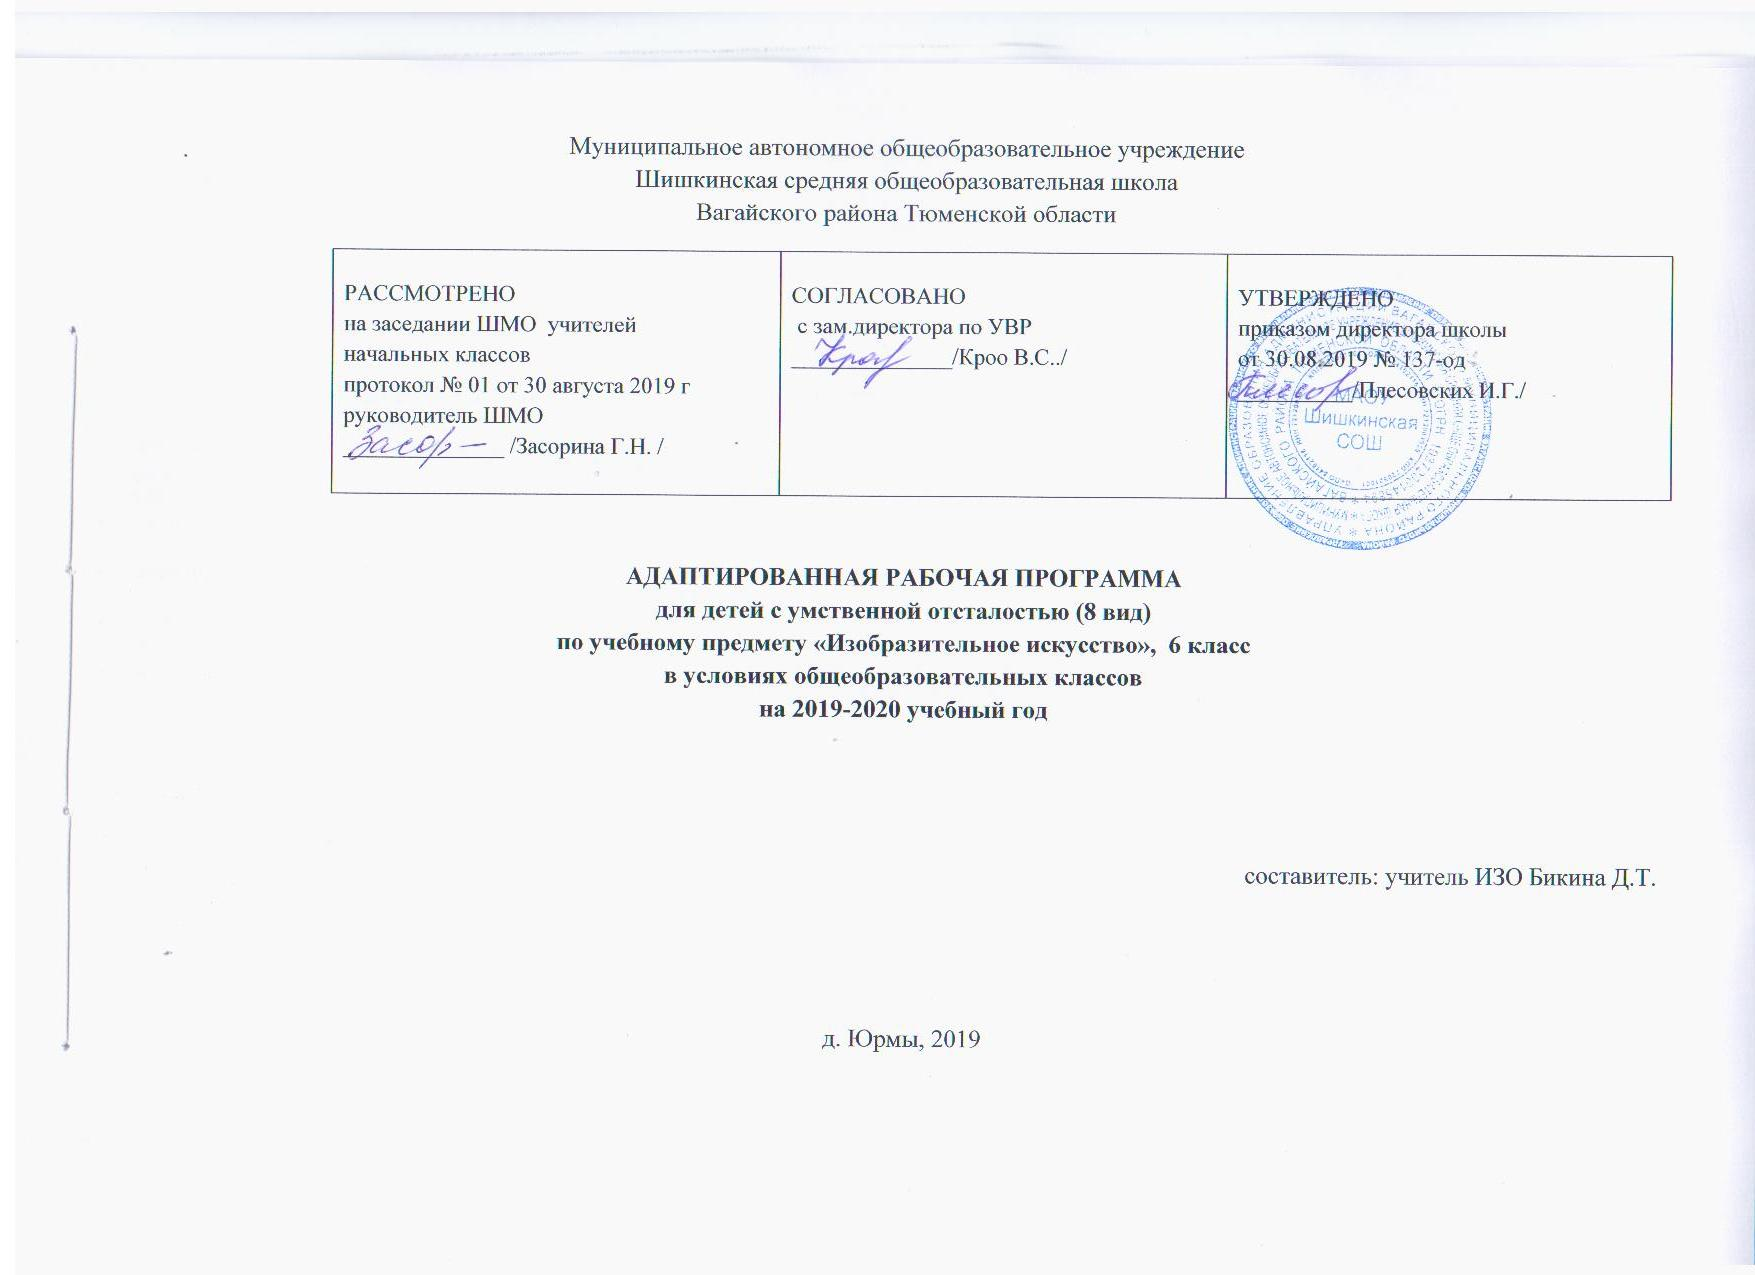 Муниципальное автономное общеобразовательное учреждение
Шишкинская средняя общеобразовательная школа
Вагайского района Тюменской области
РАССМОТРЕНО
на заседании ШМО учителей
начальных классов
протокол № 01 от 30 августа 2019 г
руководитель ШМО
/Засорина Г.Н. /
СОГЛАСОВАНО
с зам.директора по УВР
/Кроо В.С../
УТВЕРЖДЕНО
приказом директора школы
от 30.08.2019 № 137-од
/Плесовских И.Г./
МАОУ
Шишкинская
СОШ
АДАПТИРОВАННАЯ РАБОЧАЯ ПРОГРАММА
для детей с умственной отсталостью (8 вид)
по учебному предмету «Изобразительное искусство», 6 класс
в условиях общеобразовательных классов
на 2019-2020 учебный год
составитель: учитель ИЗО Бикина Д.Т.
д. Юрмы, 2019